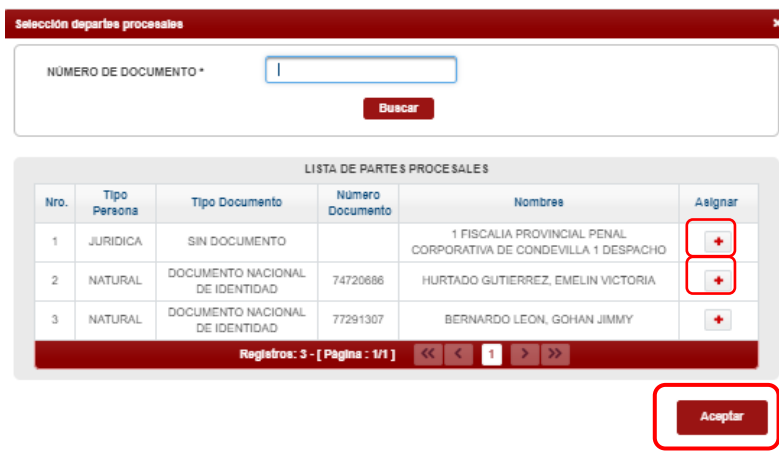 Selección departes procesales
NÚMERO DE DOCUMENTO *
Buscar
LISTA DE PARTES PROCESALES
Nro. Tipo Persona Tipo Documento Número Documento Nombres Asignar
1 JURIDICA SIN DOCUMENTO 1 FISCALIA PROVINCIAL PENAL CORPORATIVA DE CONDEVILLA 1 DESPACHO
2 NATURAL DOCUMENTO NACIONAL DE IDENTIDAD 74720686 HURTADO GUTIERREZ, EMELIN VICTORIA
3 NATURAL DOCUMENTO NACIONAL DE IDENTIDAD 77291307 BERNARDO LEON, GOHAN JIMMY
Registros: 3 - [ Página : 1/1 ] 1
Aceptar